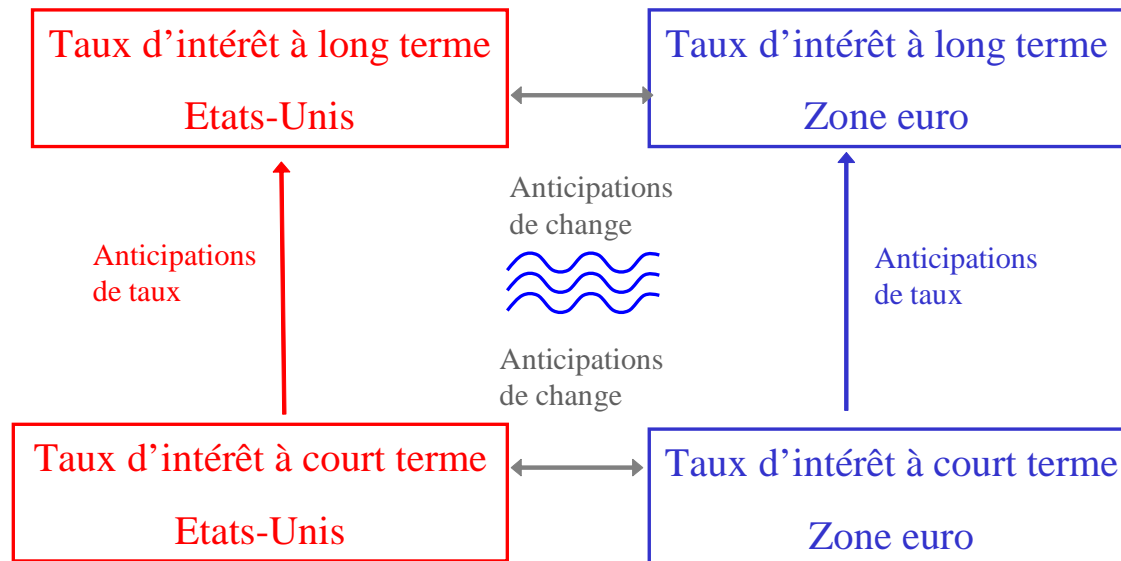 Taux d’intérêt à long terme
Etats-Unis
Taux d’intérêt à long terme
Zone euro
Anticipations
de change
Anticipations
de taux
Anticipations
de taux
Anticipations
de change
Taux d’intérêt à court terme
Etats-Unis
Taux d’intérêt à court terme
Zone euro